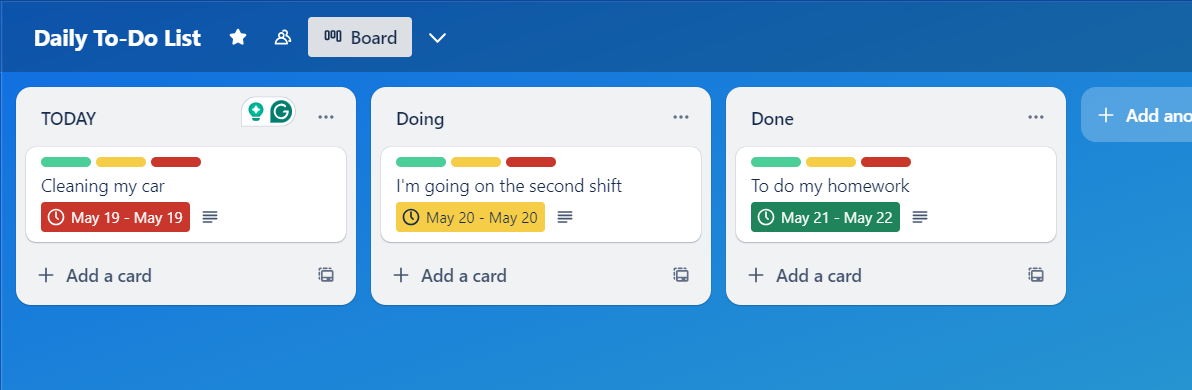 Daily To-Do List Board
TODAY
Cleaning my car
May 19 - May 19
Add a card
Doing
I'm going on the second shift
May 20 - May 20
Add a card
Done
To do my homework
May 21 - May 22
Add a card
Add ano